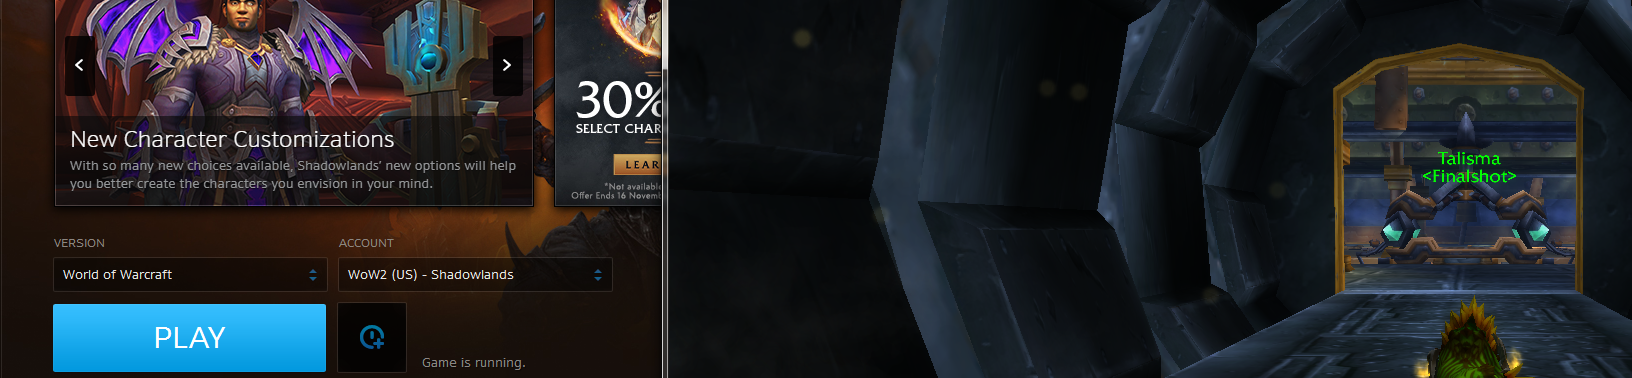 New Character Customizations
With so many new choices available, Shadowlands' new options will help
you better create the characters you envision in your mind.
30%
SELECT CHAR
LEAR
*Not available
Offer Ends 16 Novemb
VERSION
ACCOUNT
World of Warcraft
WoW2 (US) - Shadowlands
PLAY
Game is running.
Talisma
<Finalshot>